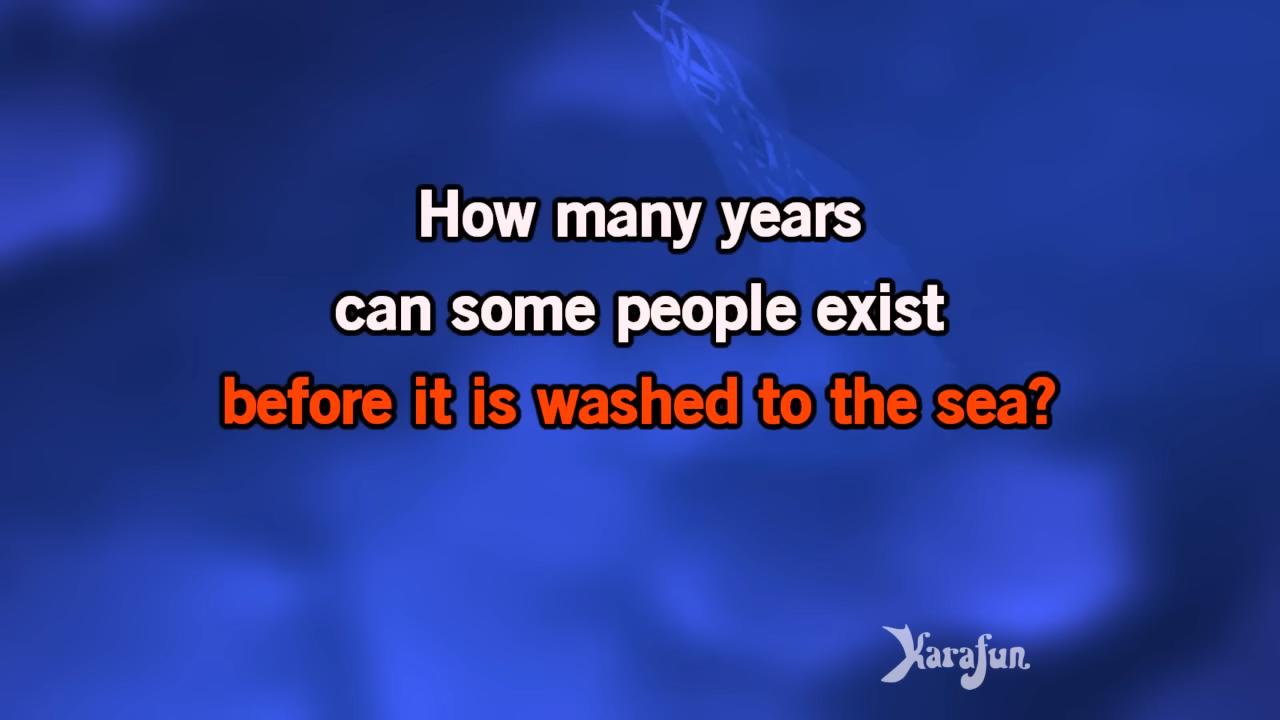 How many years
can some people exist
before it is washed to the sea?
Karafun